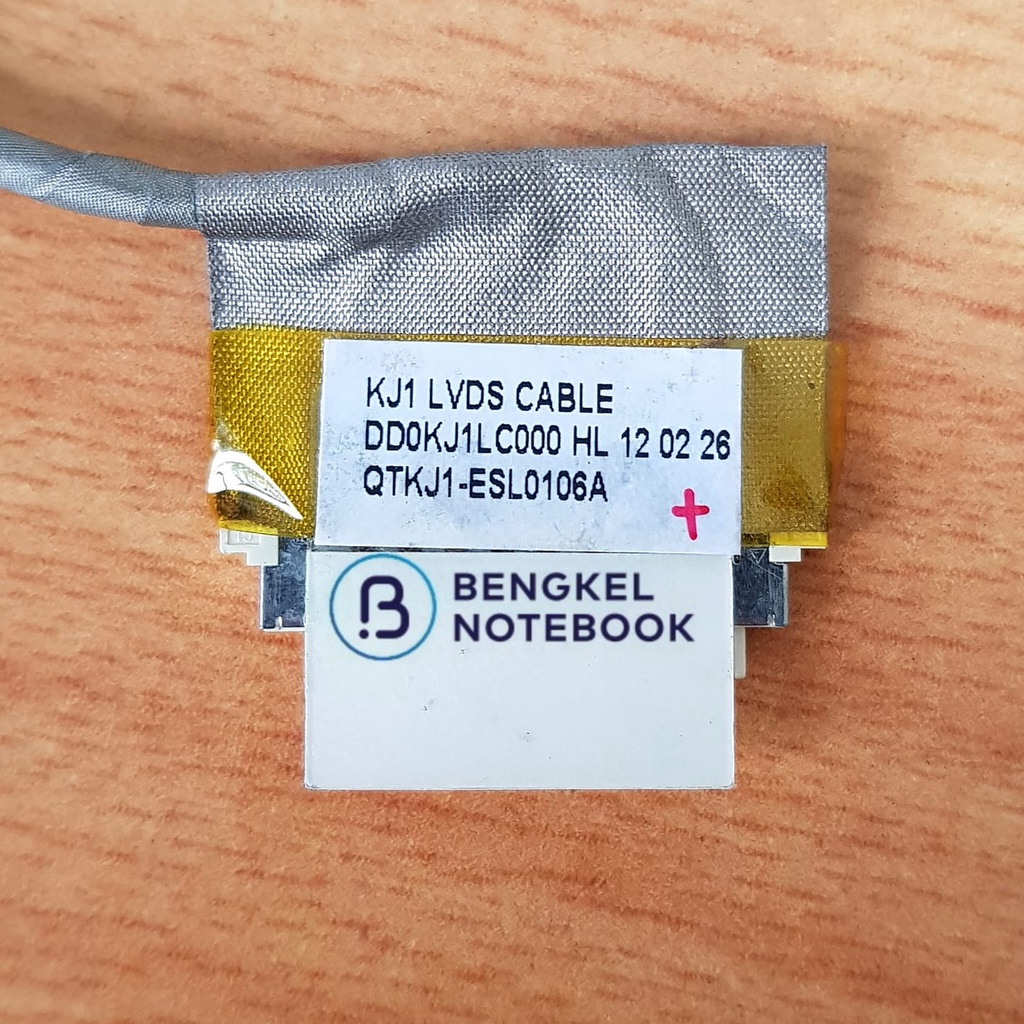 KJ1 LVDS CABLE
DD0KJ1LC000 HL 12 02 26
QTKJ1-ESL0106A
BENGKEL
NOTEBOOK